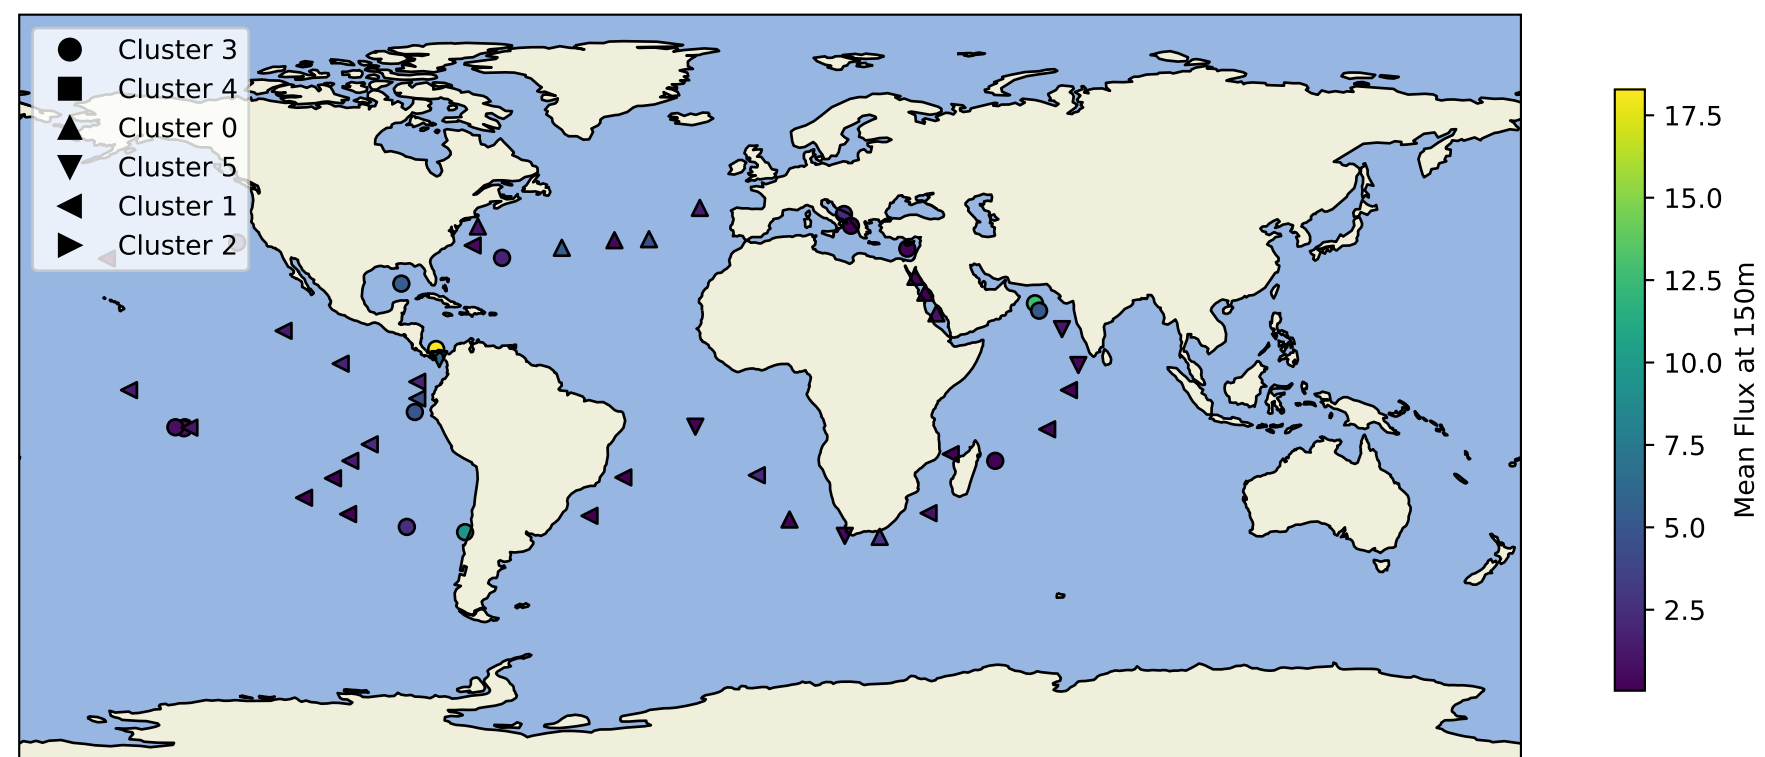 Cluster 3
Cluster 4
Cluster 0
Cluster 5
Cluster 1
Cluster 2
17.5
15.0
12.5
10.0
7.5
5.0
2.5
Mean Flux at 150m